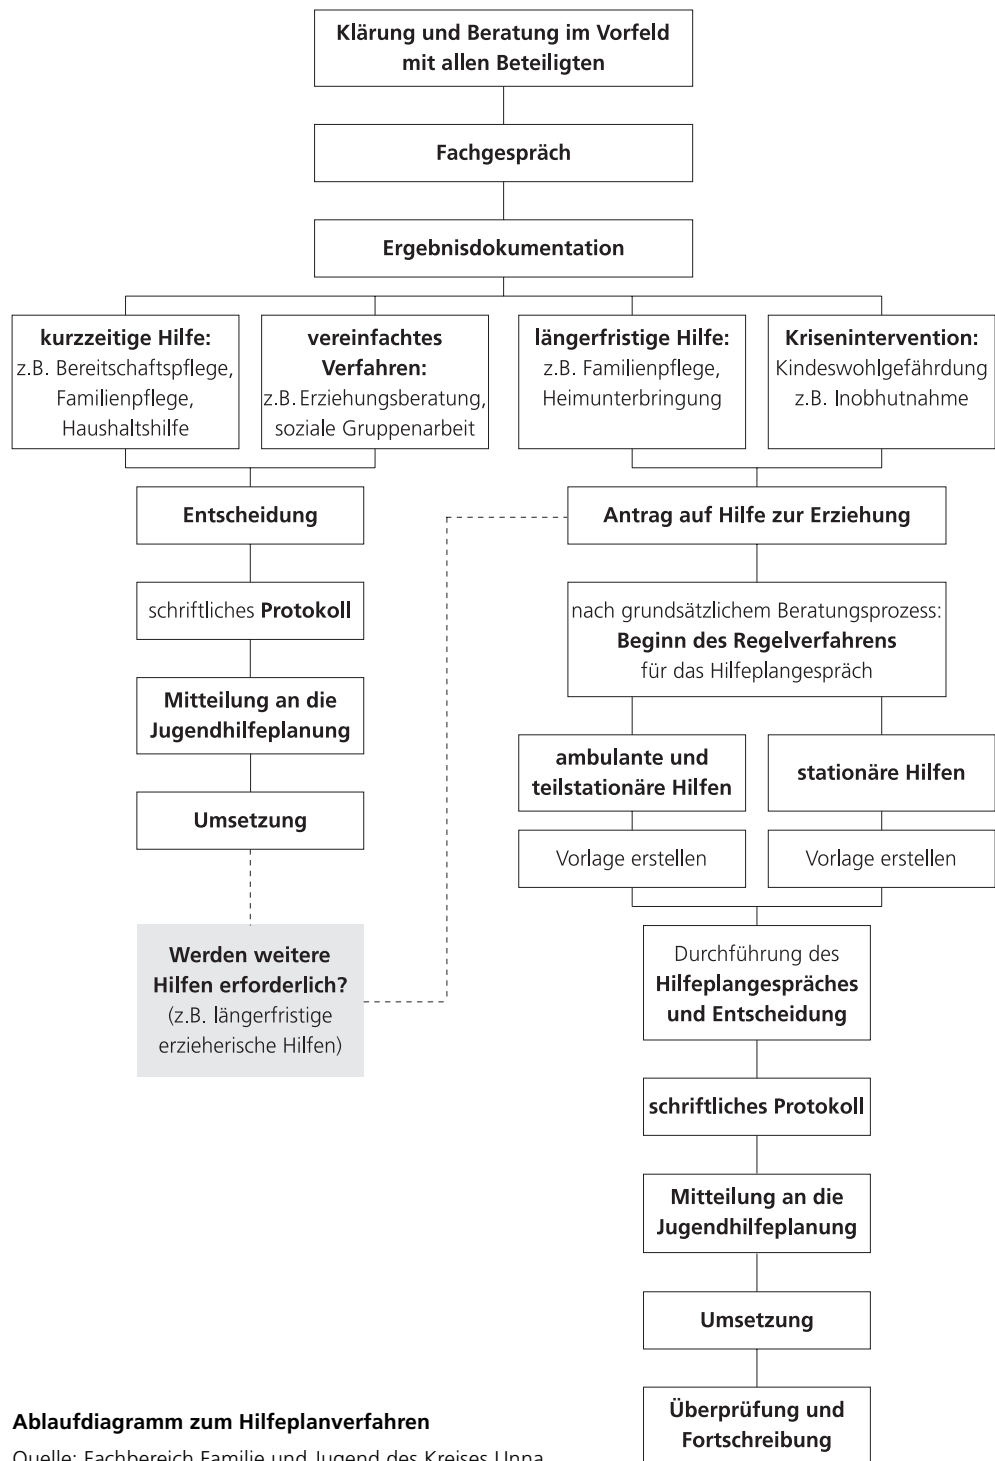 Klärung und Beratung im Vorfeld
mit allen Beteiligten
Fachgespräch
Ergebnisdokumentation
kurzzeitige Hilfe:
z.B. Bereitschaftspflege,
Familienpflege,
Haushaltshilfe
vereinfachtes
Verfahren:
z.B. Erziehungsberatung,
soziale Gruppenarbeit
längerfristige Hilfe:
z.B. Familienpflege,
Heimunterbringung
Krisenintervention:
Kindeswohlgefährdung
z.B. Inobhutnahme
Entscheidung
schriftliches Protokoll
Mitteilung an die
Jugendhilfeplanung
Umsetzung
Werden weitere
Hilfen erforderlich?
(z.B. längerfristige
erzieherische Hilfen)
Antrag auf Hilfe zur Erziehung
nach grundsätzlichem Beratungsprozess:
Beginn des Regelverfahrens
für das Hilfeplangespräch
ambulante und
teilstationäre Hilfen
stationäre Hilfen
Vorlage erstellen
Vorlage erstellen
Durchführung des
Hilfeplangespräches
und Entscheidung
schriftliches Protokoll
Mitteilung an die
Jugendhilfeplanung
Umsetzung
Überprüfung und
Fortschreibung
Ablaufdiagramm zum Hilfeplanverfahren
Quelle: Fachbereich Familie und Jugend des Kreises Unna